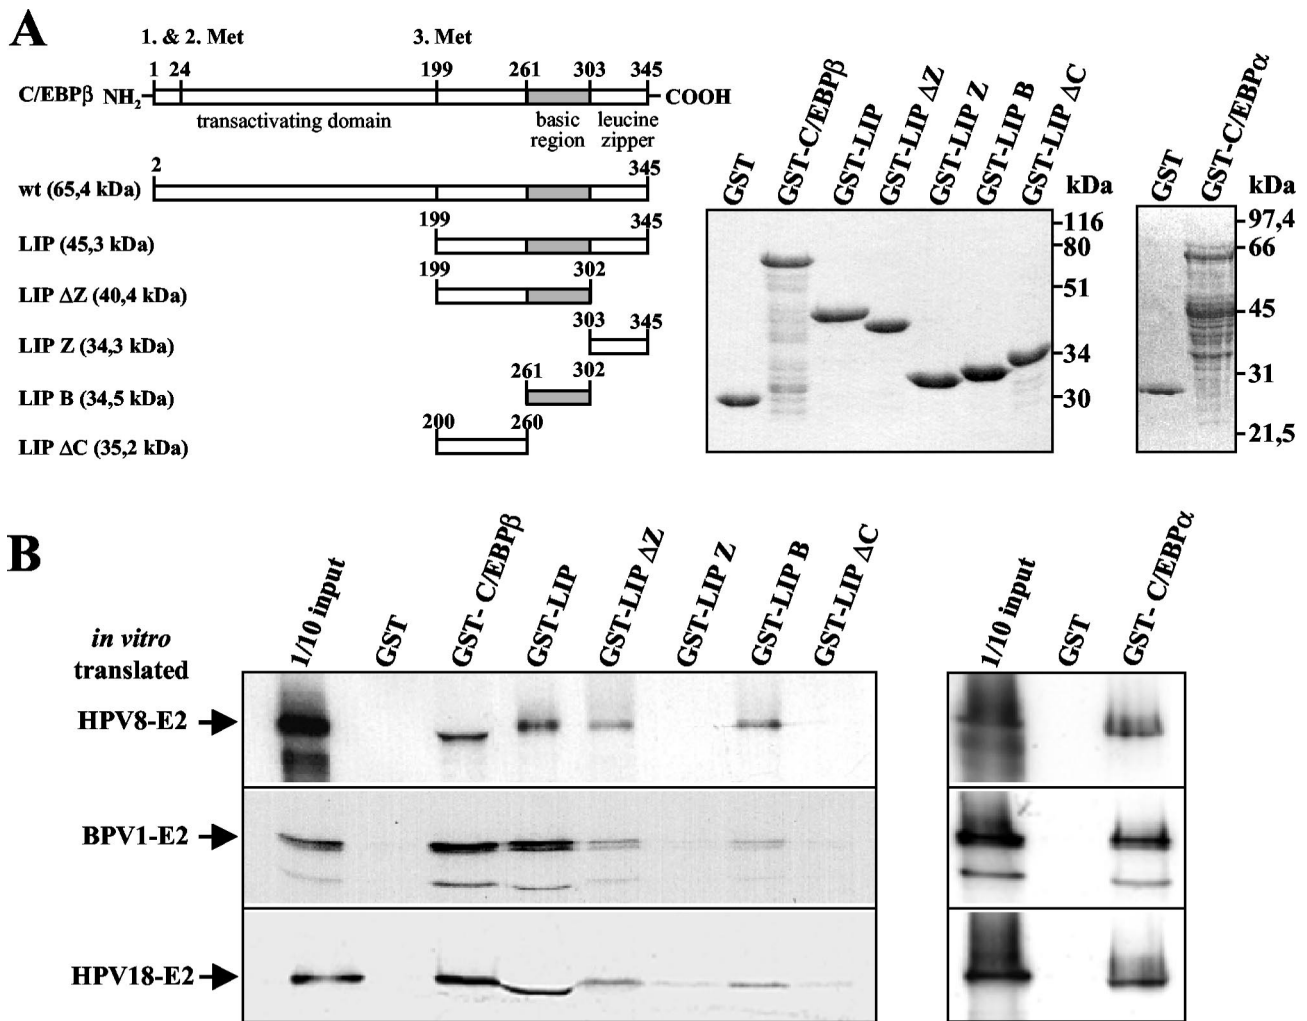 A
1. & 2. Met
3. Met
1 24 199 261 303 345
C/EBPβ NH2 COOH
transactivating domain
basic region
leucine zipper
2 345
wt (65,4 kDa)
199 345
LIP (45,3 kDa)
199 302
LIP ΔZ (40,4 kDa)
303 345
LIP Z (34,3 kDa)
261 302
LIP B (34,5 kDa)
200 260
LIP ΔC (35,2 kDa)
GST
GST-C/EBPβ
GST-LIP
GST-LIP ΔZ
GST-LIP Z
GST-LIP B
GST-LIP ΔC
kDa
116
80
51
34
30
GST
GST-C/EBPα
kDa
97,4
66
45
31
21,5
B
in vitro
translated
1/10 input
GST
GST- C/EBPβ
GST-LIP
GST-LIP ΔZ
GST-LIP Z
GST-LIP B
GST-LIP ΔC
1/10 input
GST
GST- C/EBPα
HPV8-E2
BPV1-E2
HPV18-E2